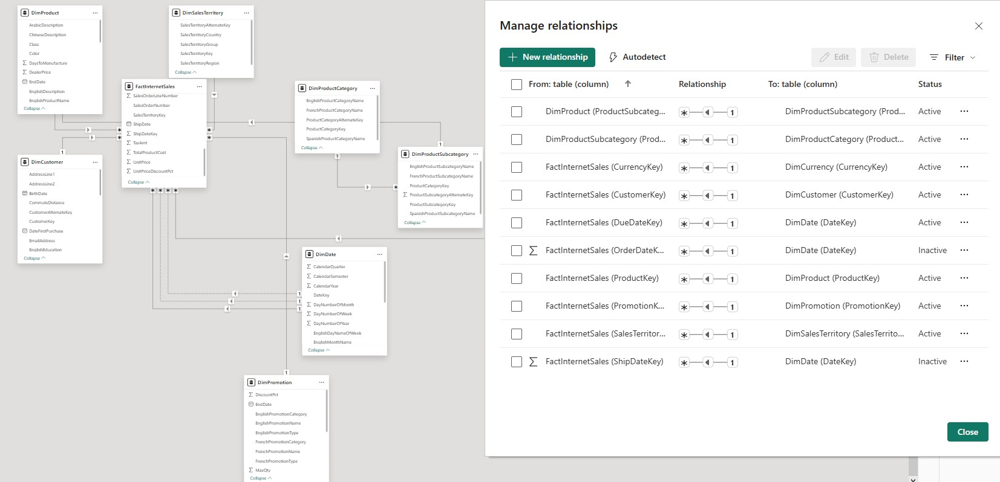 DimProduct
ArabicDescription
ChineseDescription
Class
Color
DaysToManufacture
DealerPrice
EndDate
EnglishDescription
EnglishProductName
Collapse
DimSalesTerritory
SalesTerritoryAlternateKey
SalesTerritoryCountry
SalesTerritoryGroup
SalesTerritoryKey
SalesTerritoryRegion
Collapse
FactInternetSales
SalesOrderLineNumber
SalesOrderNumber
SalesTerritoryKey
ShipDate
ShipDateKey
TaxAmt
TotalProductCost
UnitPrice
UnitPriceDiscountPct
Collapse
DimProductCategory
EnglishProductCategoryName
FrenchProductCategoryName
ProductCategoryAlternateKey
ProductCategoryKey
SpanishProductCategoryName
Collapse
DimProductSubcategory
EnglishProductSubcategoryName
FrenchProductSubcategoryName
ProductCategoryKey
ProductSubcategoryAlternateKey
ProductSubcategoryKey
SpanishProductSubcategoryName
Collapse
DimCustomer
AddressLine1
AddressLine2
BirthDate
CommuteDistance
CustomerAlternateKey
CustomerKey
DateFirstPurchase
EmailAddress
EnglishEducation
Collapse
DimDate
CalendarQuarter
CalendarSemester
CalendarYear
DateKey
DayNumberOfMonth
DayNumberOfWeek
DayNumberOfYear
EnglishDayNameOfWeek
EnglishMonthName
Collapse
DimPromotion
DiscountPct
EndDate
EnglishPromotionCategory
EnglishPromotionName
EnglishPromotionType
FrenchPromotionCategory
FrenchPromotionName
FrenchPromotionType
MaxQty
Collapse
Manage relationships
New relationship Autodetect Edit Delete Filter
From: table (column) Relationship To: table (column) Status
DimProduct (ProductSubcateg... * 1 DimProductSubcategory (Prod... Active ...
DimProductSubcategory (Prod... * 1 DimProductCategory (Product... Active ...
FactInternetSales (CurrencyKey) * 1 DimCurrency (CurrencyKey) Active ...
FactInternetSales (CustomerKey) * 1 DimCustomer (CustomerKey) Active ...
FactInternetSales (DueDateKey) * 1 DimDate (DateKey) Active ...
FactInternetSales (OrderDateK... * 1 DimDate (DateKey) Inactive ...
FactInternetSales (ProductKey) * 1 DimProduct (ProductKey) Active ...
FactInternetSales (PromotionK... * 1 DimPromotion (PromotionKey) Active ...
FactInternetSales (SalesTerritor... * 1 DimSalesTerritory (SalesTerrito... Active ...
FactInternetSales (ShipDateKey) * 1 DimDate (DateKey) Inactive ...
Close